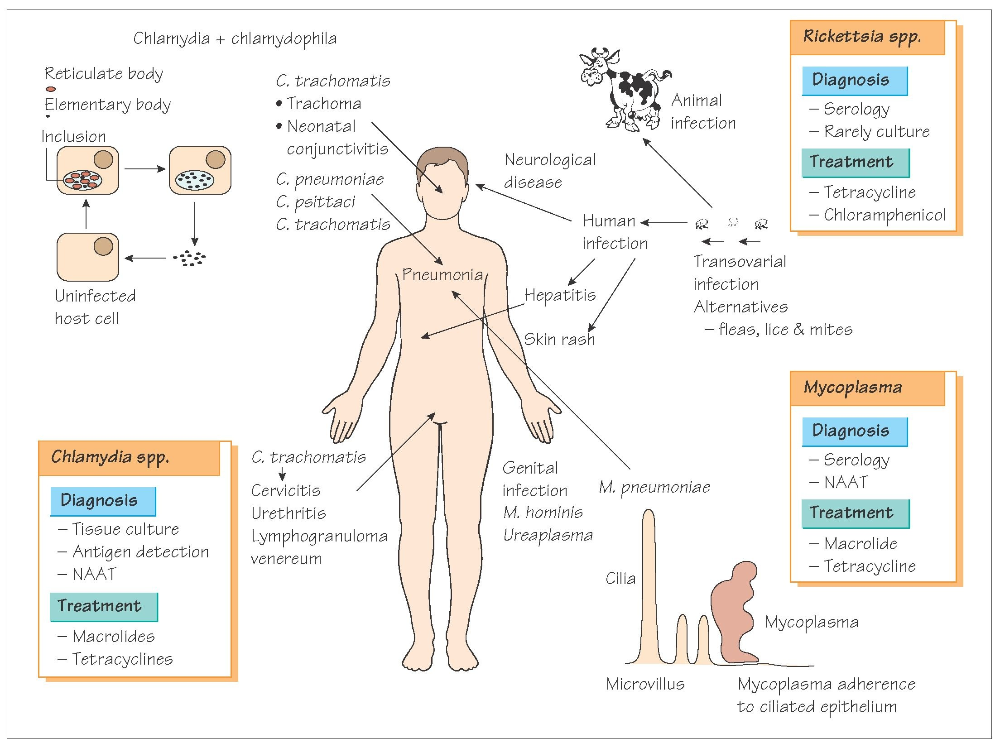 Chlamydia + chlamydophila
Reticulate body
Elementary body
Inclusion
Uninfected
host cell
C. trachomatis
• Trachoma
• Neonatal
conjunctivitis
C. pneumoniae
C. psittaci
C. trachomatis
Pneumonia
Neurological
disease
Animal
infection
Human
infection
Hepatitis
Skin rash
Transovarial
infection
Alternatives
– fleas, lice & mites
Rickettsia spp.
Diagnosis
– Serology
– Rarely culture
Treatment
– Tetracycline
– Chloramphenicol
Chlamydia spp.
Diagnosis
– Tissue culture
– Antigen detection
– NAAT
Treatment
– Macrolides
– Tetracyclines
C. trachomatis
Cervicitis
Urethritis
Lymphogranuloma
venereum
Genital
infection
M. hominis
Ureaplasma
M. pneumoniae
Cilia
Mycoplasma
Microvillus
Mycoplasma adherence
to ciliated epithelium
Mycoplasma
Diagnosis
– Serology
– NAAT
Treatment
– Macrolide
– Tetracycline